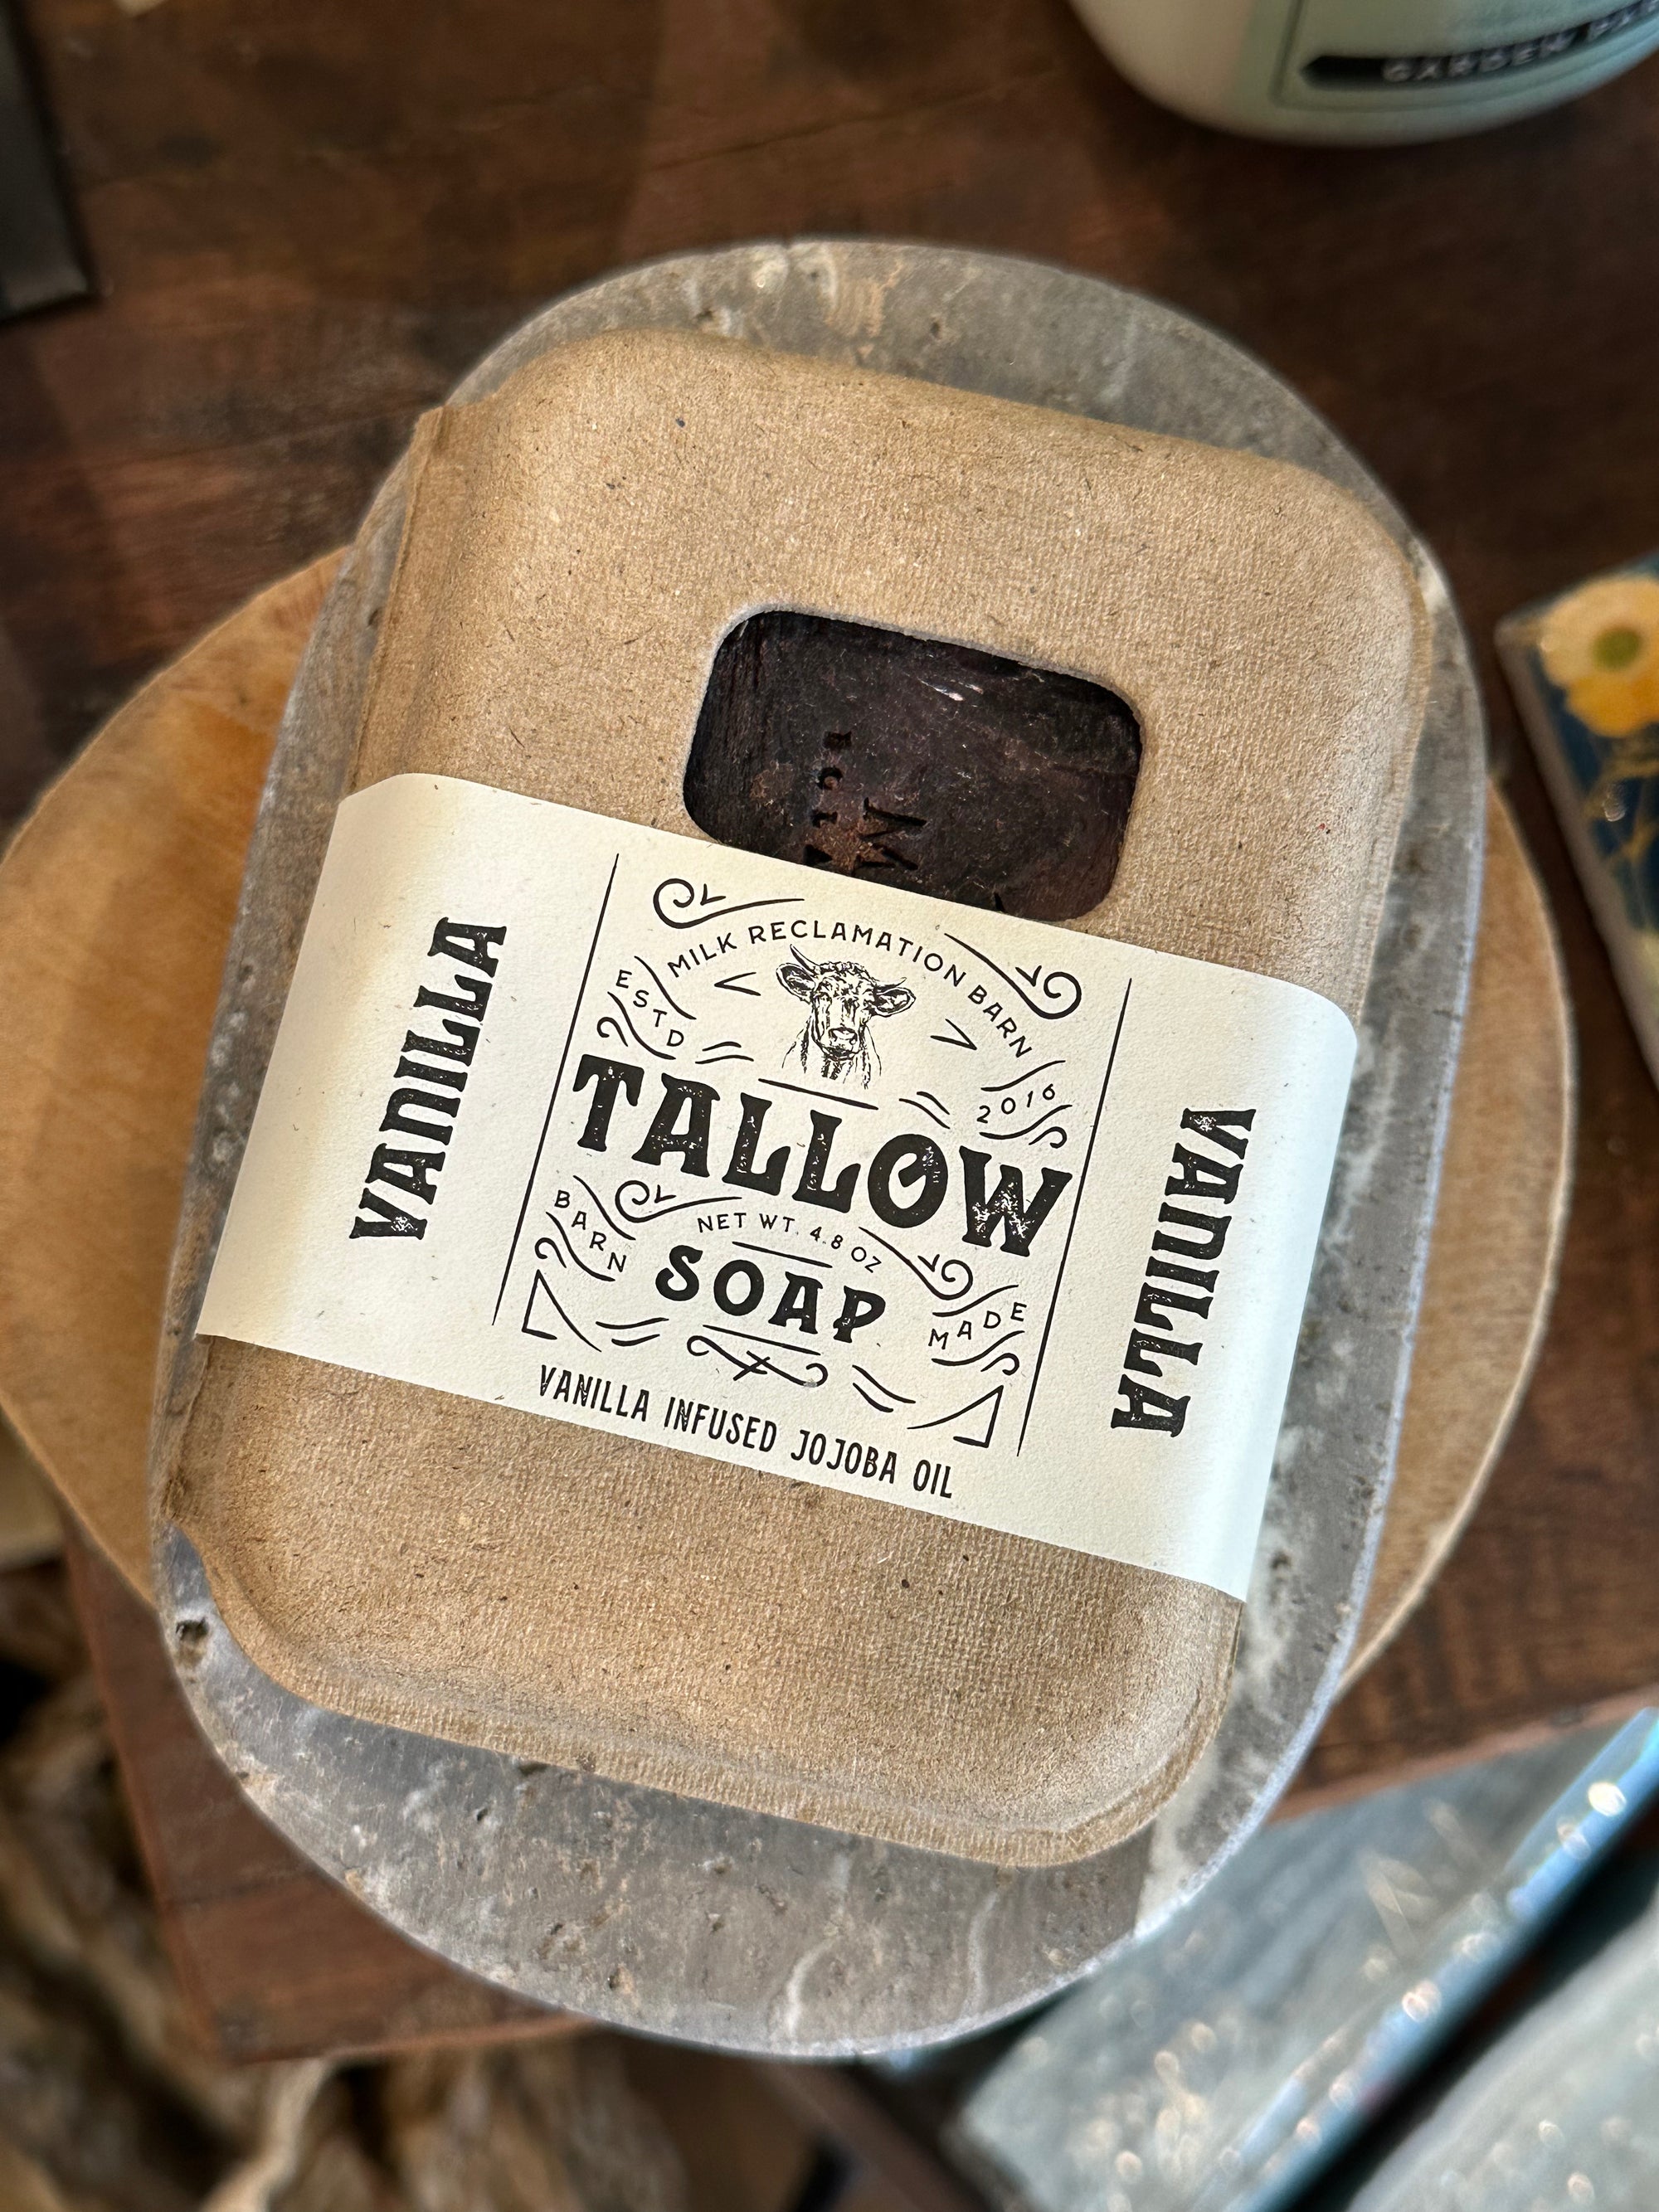 GARDEN
MILK RECLAMATION BARN
ESTD
2016
TALLOW
NET WT. 4.8 OZ
SOAP
BARN
MADE
VANILLA INFUSED JOJOBA OIL
VANILLA
VANILLA